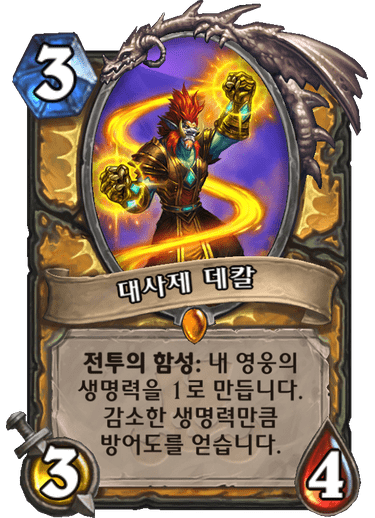 3
대사제 데칼
전투의 함성: 내 영웅의
생명력을 1로 만듭니다.
감소한 생명력만큼
방어도를 얻습니다.
3
4